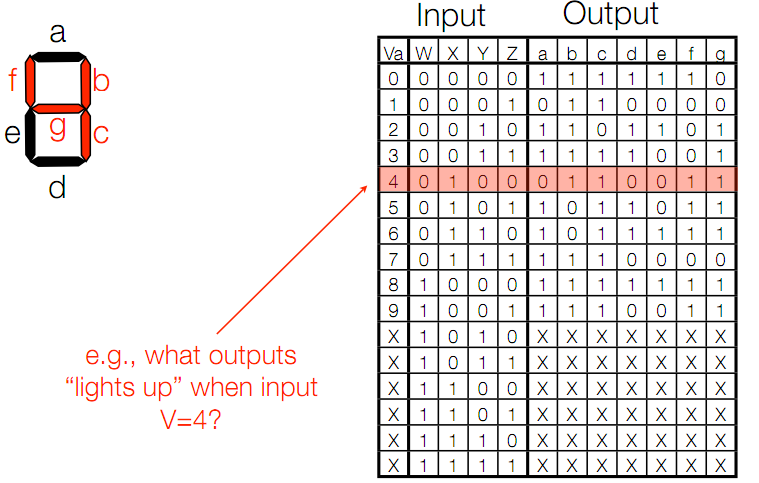 Input Output
a
f b
g
e c
d
Va W X Y Z a b c d e f g
0 0 0 0 0 1 1 1 1 1 1 0
1 0 0 0 1 0 1 1 0 0 0 0
2 0 0 1 0 1 1 0 1 1 0 1
3 0 0 1 1 1 1 1 1 0 0 1
4 0 1 0 0 0 1 1 0 0 1 1
5 0 1 0 1 1 0 1 1 0 1 1
6 0 1 1 0 1 0 1 1 1 1 1
7 0 1 1 1 1 1 1 0 0 0 0
8 1 0 0 0 1 1 1 1 1 1 1
9 1 0 0 1 1 1 1 0 0 1 1
X 1 0 1 0 X X X X X X X
X 1 0 1 1 X X X X X X X
X 1 1 0 0 X X X X X X X
X 1 1 0 1 X X X X X X X
X 1 1 1 0 X X X X X X X
X 1 1 1 1 X X X X X X X
e.g., what outputs
“lights up” when input
V=4?